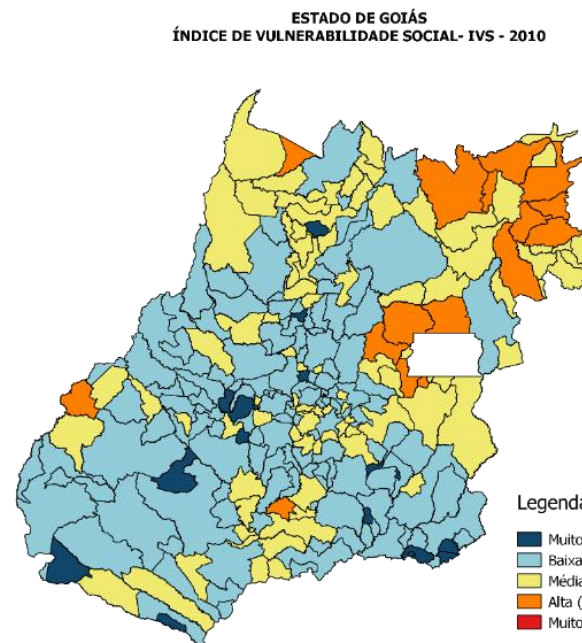 ESTADO DE GOIÁS
ÍNDICE DE VULNERABILIDADE SOCIAL- IVS - 2010
Legenda
Muito
Baixa
Média
Alta (
Muito